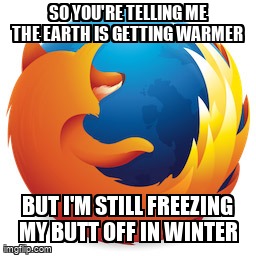 SO YOU'RE TELLING ME
THE EARTH IS GETTING WARMER
BUT I'M STILL FREEZING
MY BUTT OFF IN WINTER
imgflip.com